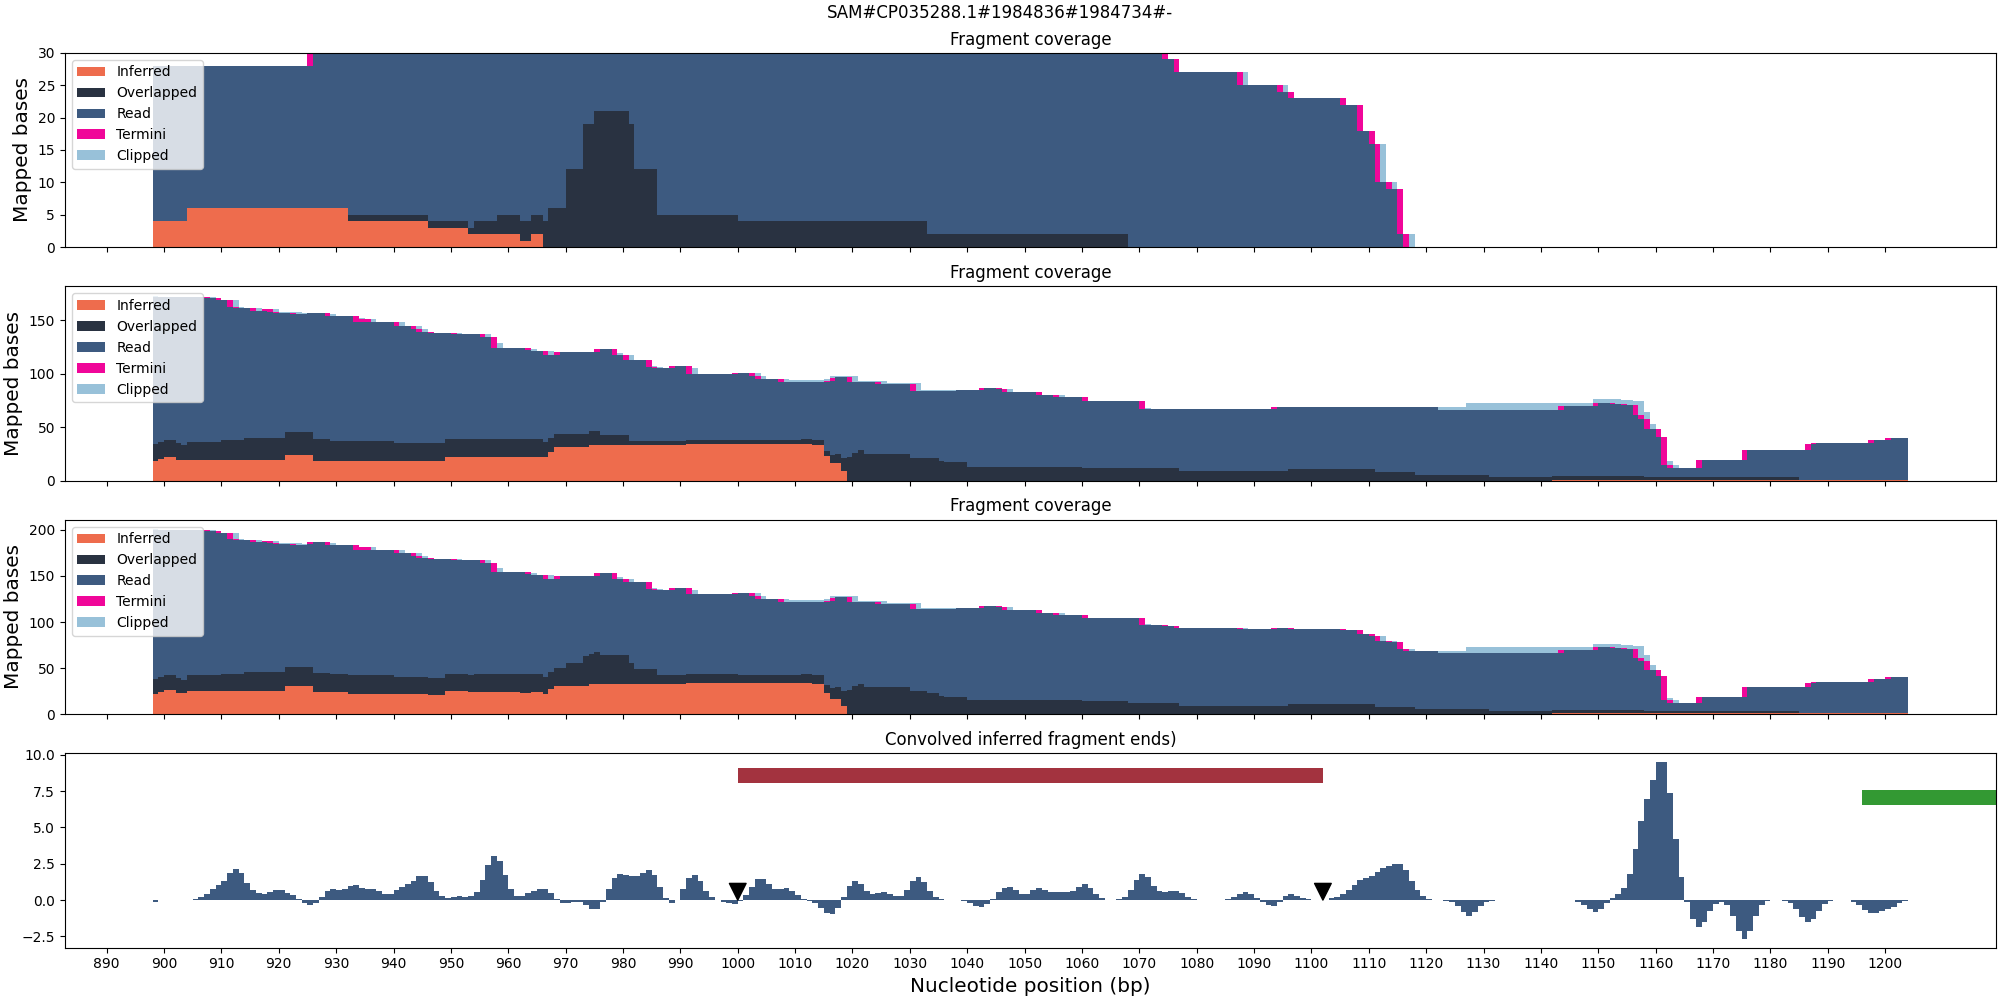 SAM#CP035288.1#1984836#1984734#-
Fragment coverage
Mapped bases
30
25
20
15
10
5
0
Inferred
Overlapped
Read
Termini
Clipped
Fragment coverage
Mapped bases
150
100
50
0
Inferred
Overlapped
Read
Termini
Clipped
Fragment coverage
Mapped bases
200
150
100
50
0
Inferred
Overlapped
Read
Termini
Clipped
Convolved inferred fragment ends)
10.0
7.5
5.0
2.5
0.0
−2.5
890 900 910 920 930 940 950 960 970 980 990 1000 1010 1020 1030 1040 1050 1060 1070 1080 1090 1100 1110 1120 1130 1140 1150 1160 1170 1180 1190 1200
Nucleotide position (bp)